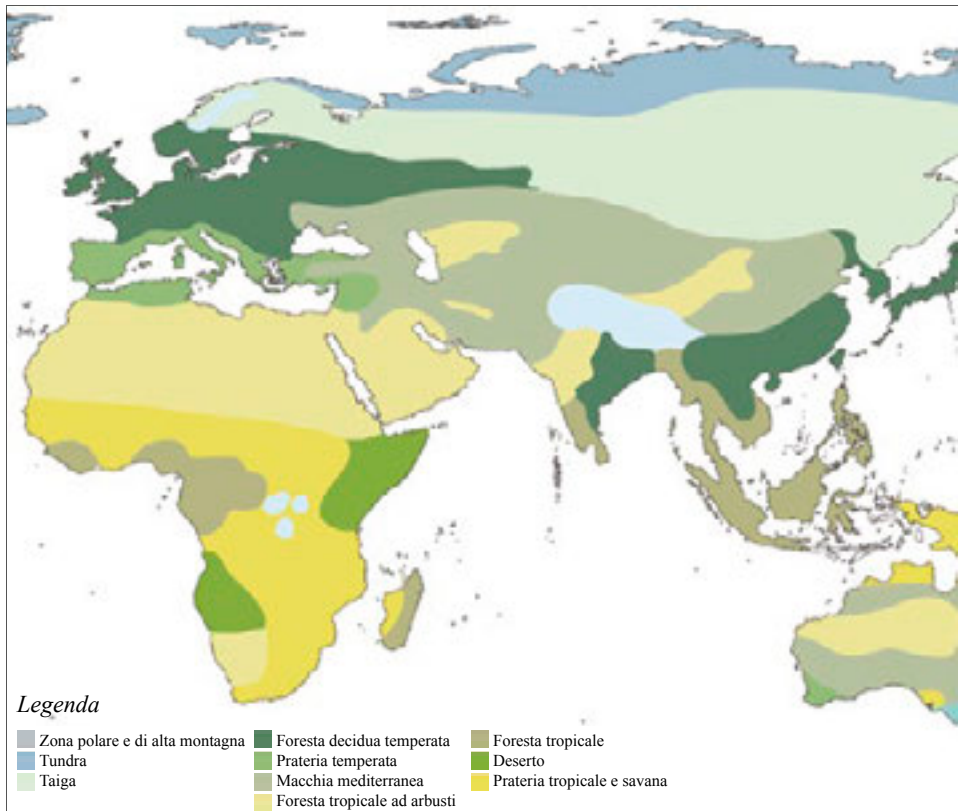 Legenda
Zona polare e di alta montagna
Tundra
Taiga
Foresta decidua temperata
Prateria temperata
Macchia mediterranea
Foresta tropicale ad arbusti
Foresta tropicale
Deserto
Prateria tropicale e savana